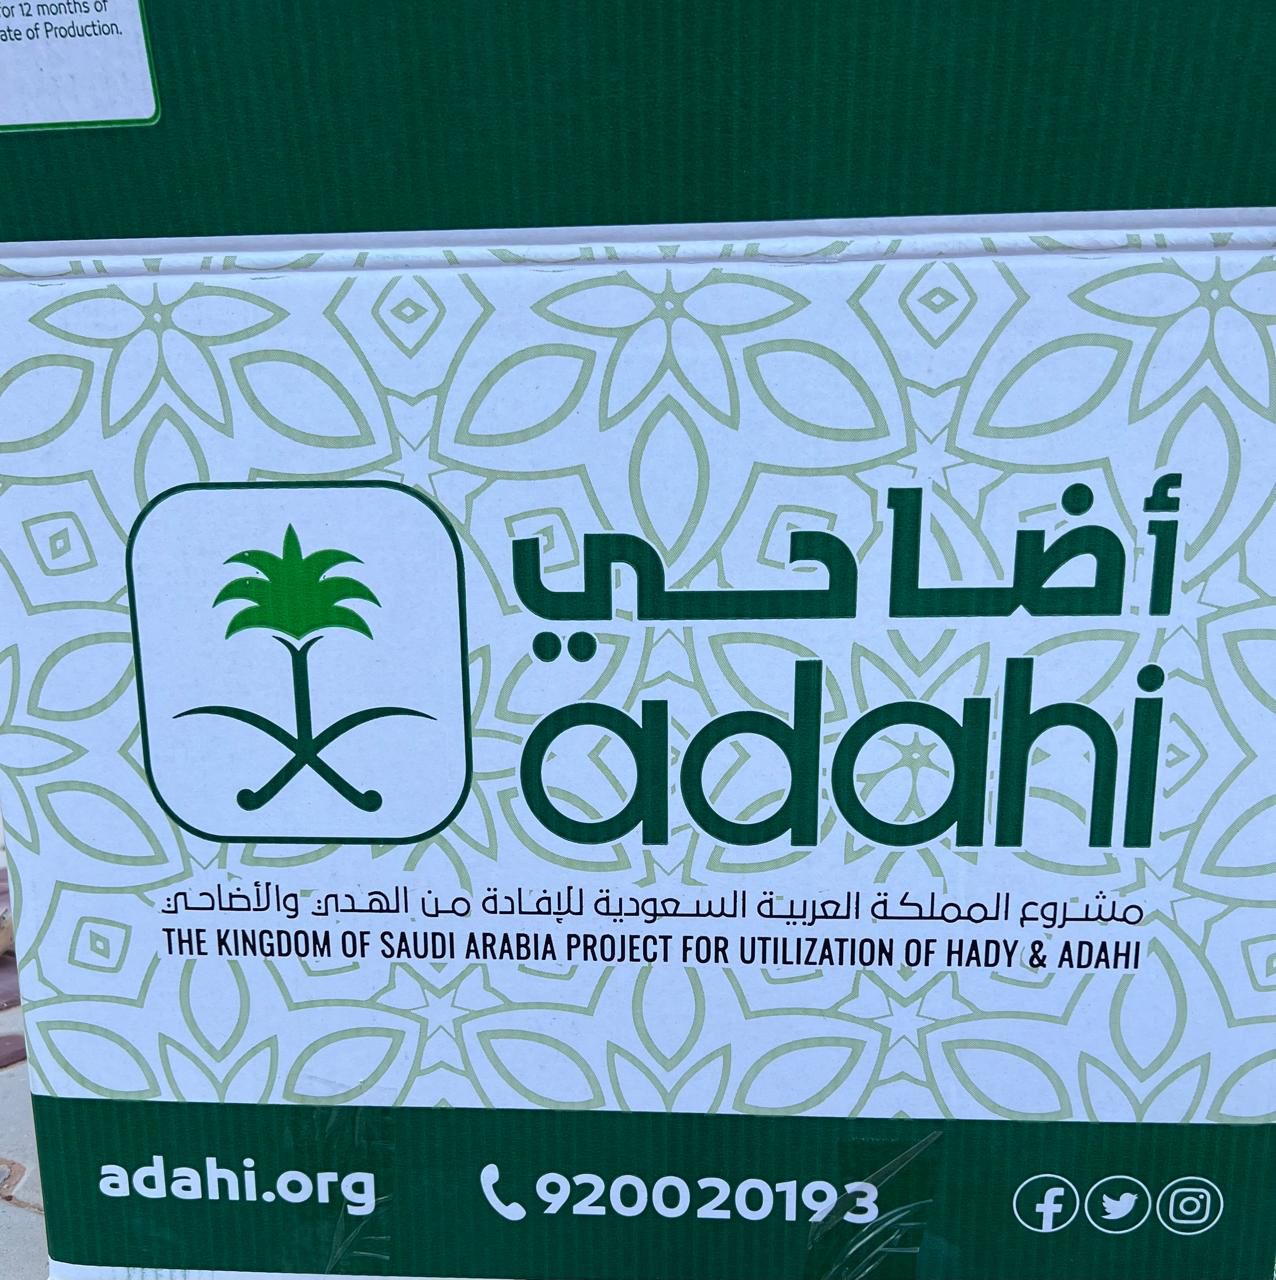 for 12 months of
ate of Production.
أضاحي
adahi
مشروع المملكة العربية السعودية للإفادة من الهدي والأضاحي
THE KINGDOM OF SAUDI ARABIA PROJECT FOR UTILIZATION OF HADY & ADAHI
adahi.org
920020193